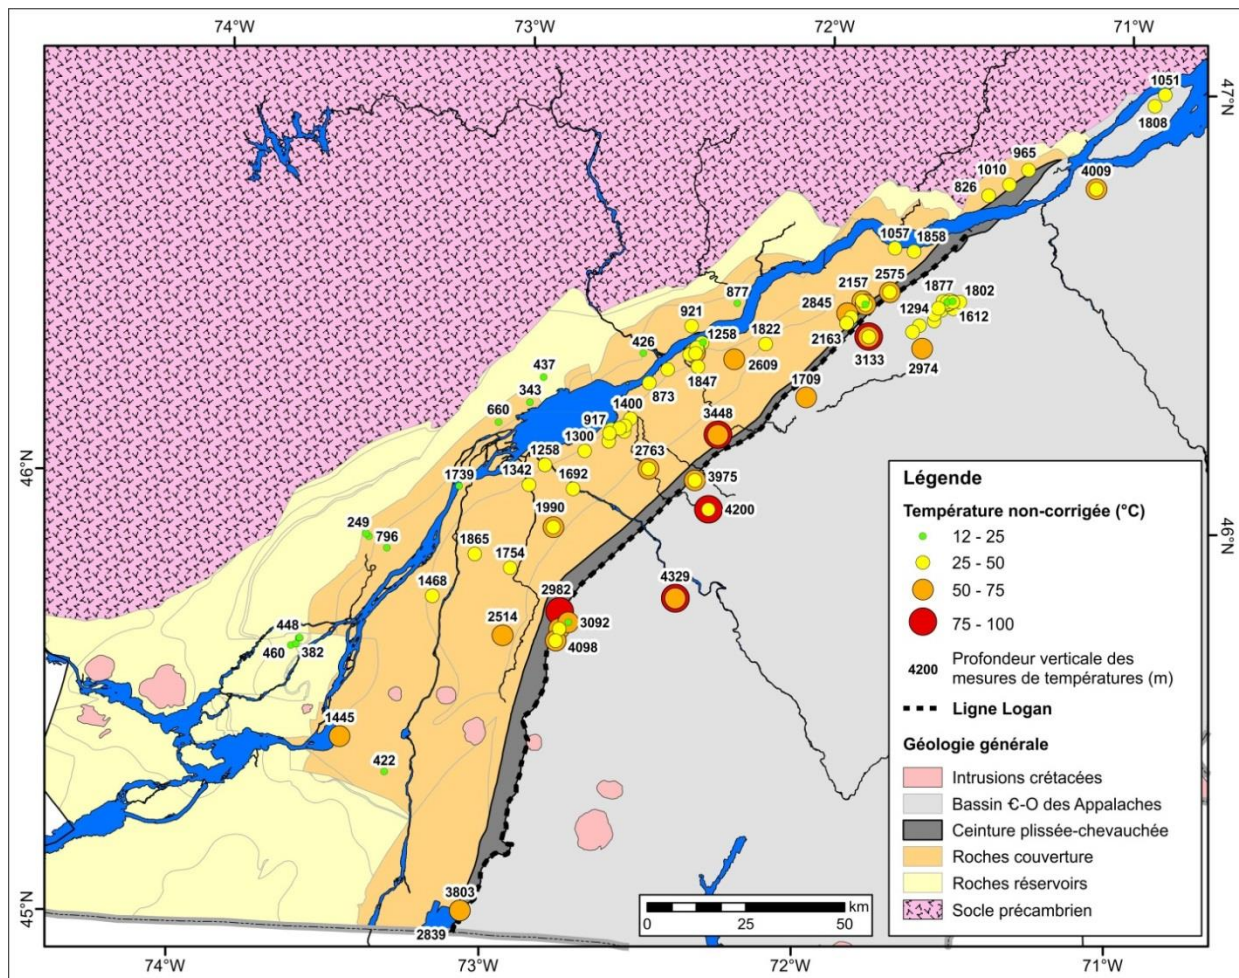 74°W
73°W
72°W
71°W
47°N
46°N
46°N
45°N
1051
1808
965
1010
826
4009
1057
1858
2575
2157
877
2845
1877
1802
1294
1612
921
1258
1822
2163
426
3133
2974
2609
1847
437
873
1709
343
1400
660
917
3448
1300
1258
2763
1342
1692
1739
3975
4200
1990
249
796
1865
1754
4329
1468
2982
2514
3092
448
4098
460
382
1445
422
3803
2839
Légende
Température non-corrigée (°C)
12 - 25
25 - 50
50 - 75
75 - 100
4200 Profondeur verticale des
mesures de températures (m)
Ligne Logan
Géologie générale
Intrusions crétacées
Bassin Є-O des Appalaches
Ceinture plissée-chevauchée
Roches couverture
Roches réservoirs
Socle précambrien
km
0 25 50
45°N
74°W
73°W
72°W
71°W